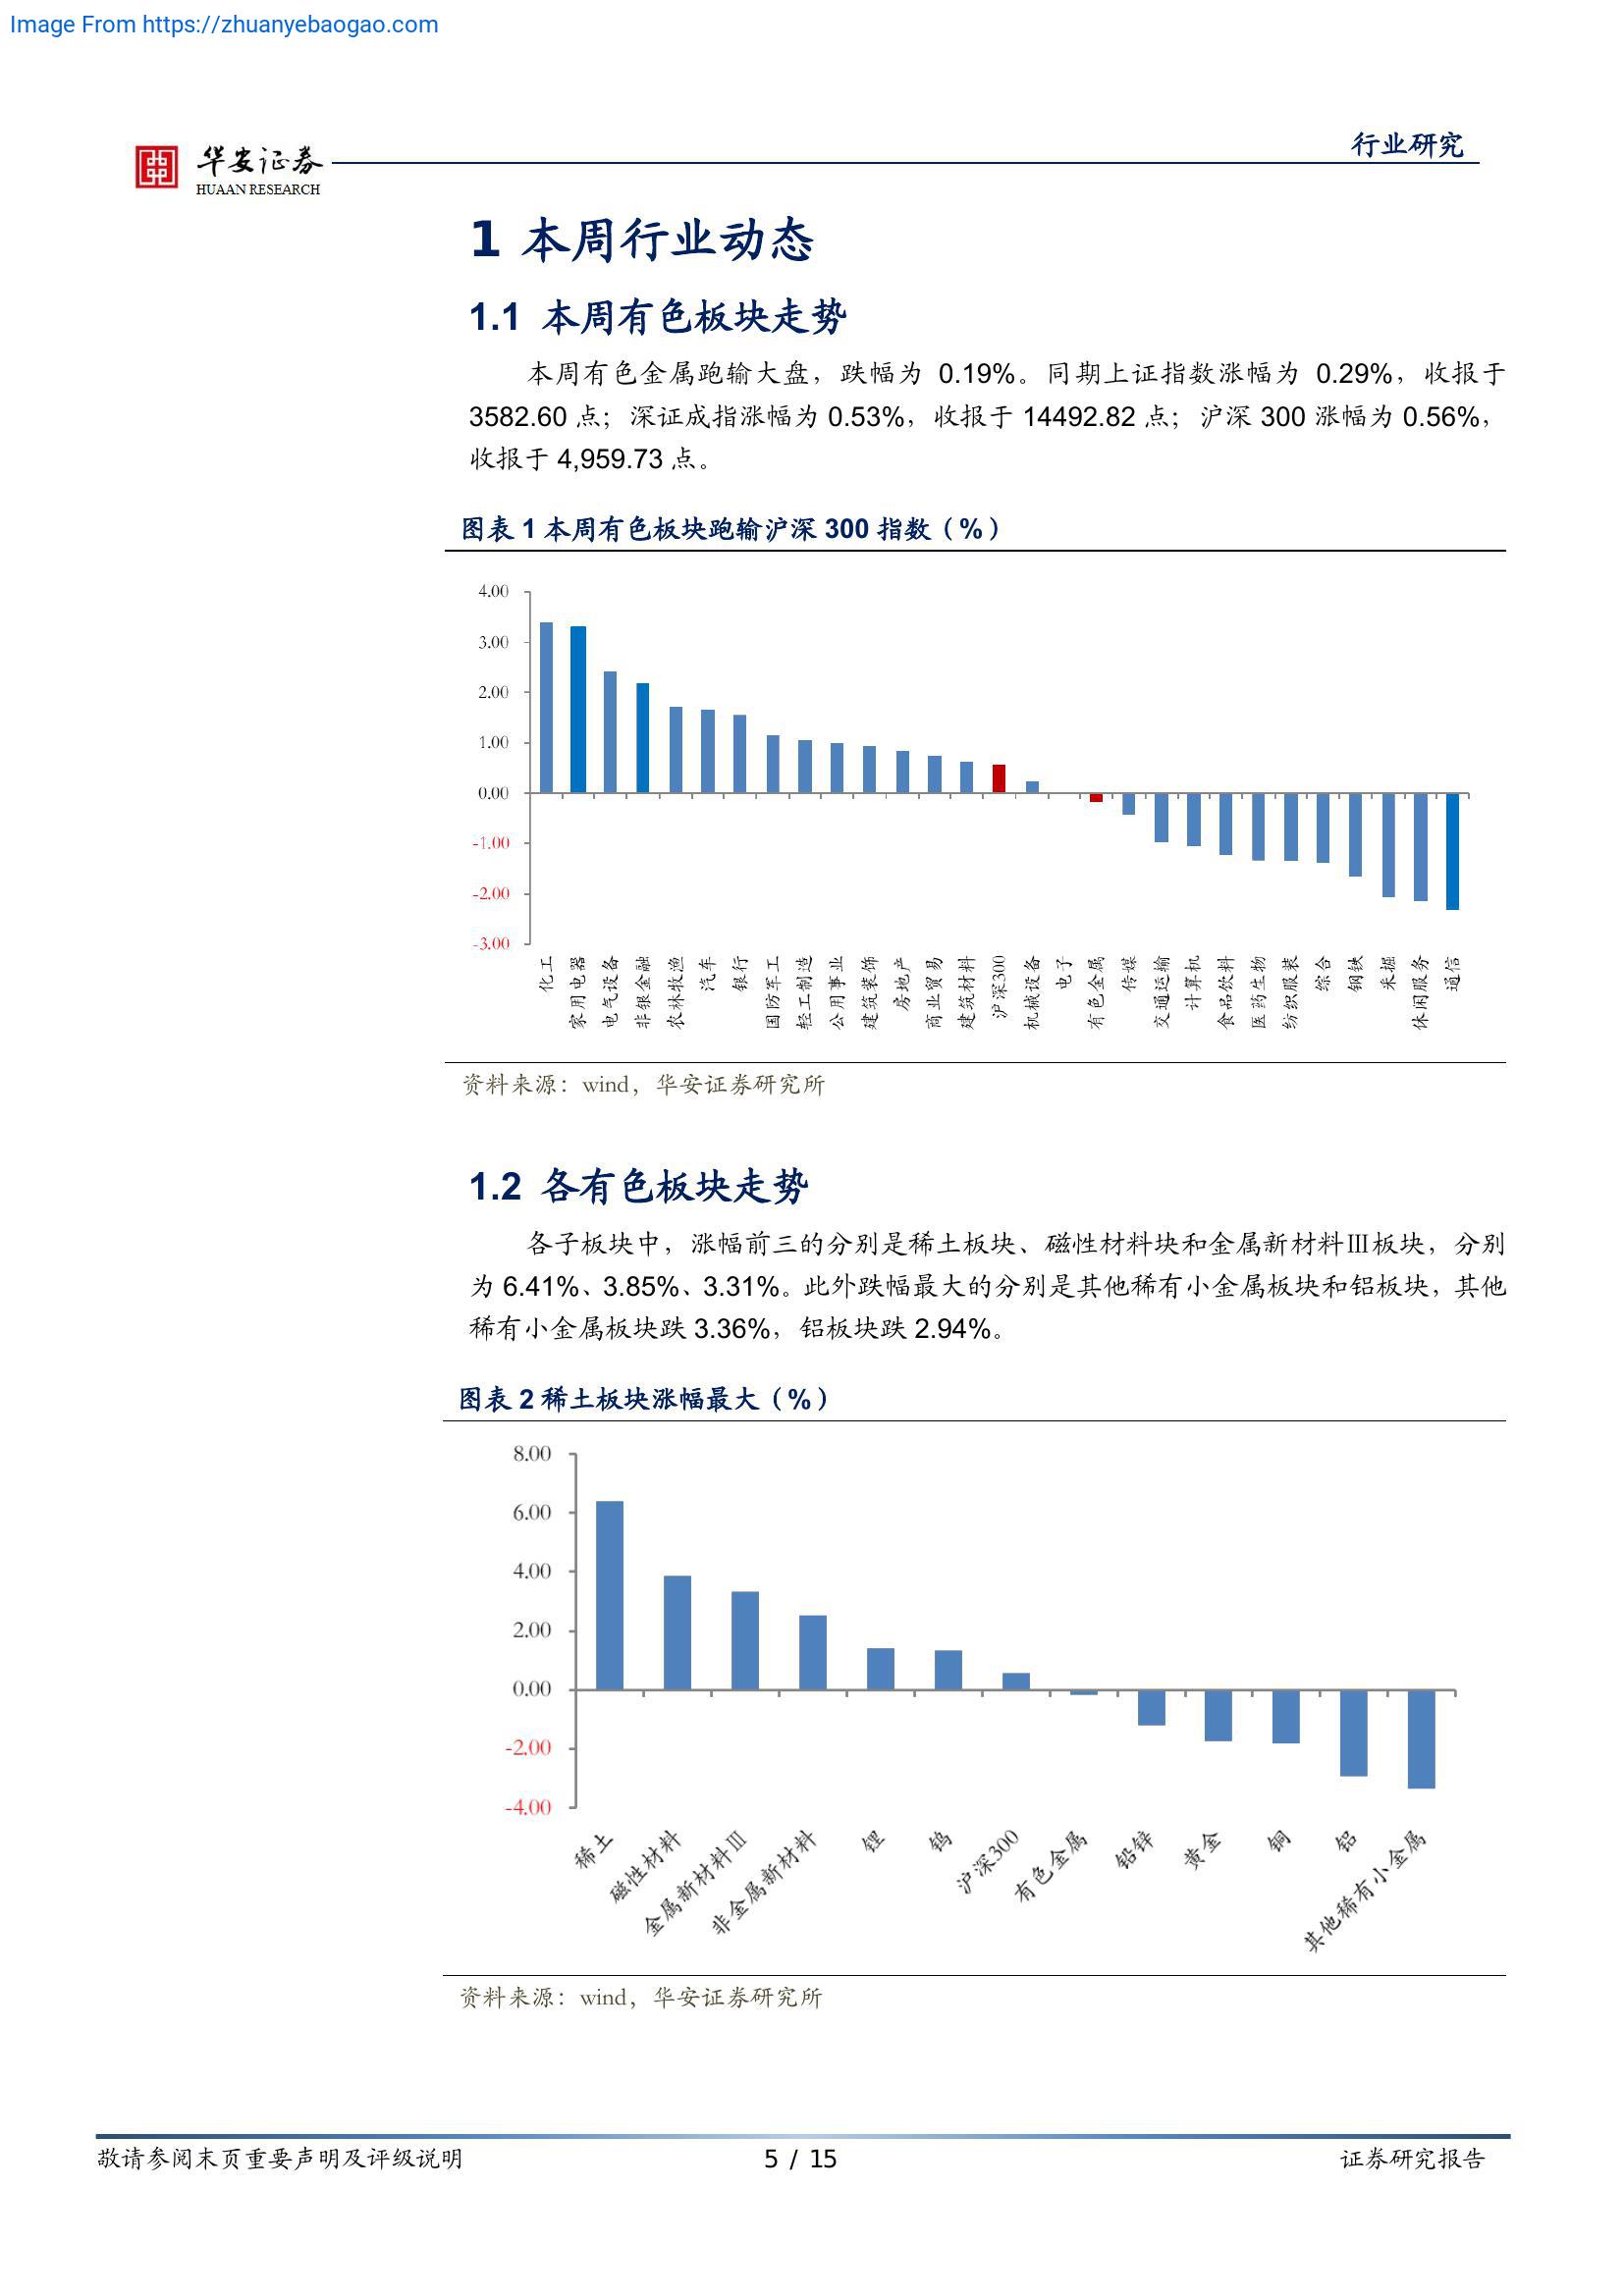 Image From https://zhuanyebaogao.com
华安证券
HUAAN RESEARCH
行业研究
1 本周行业动态
1.1 本周有色板块走势
本周有色金属跑输大盘，跌幅为 0.19%。同期上证指数涨幅为 0.29%，收报于
3582.60 点；深证成指涨幅为 0.53%，收报于 14492.82 点；沪深 300 涨幅为 0.56%，
收报于 4,959.73 点。
图表 1 本周有色板块跑输沪深 300 指数（%）
4.00
3.00
2.00
1.00
0.00
-1.00
-2.00
-3.00
化工
家用电器
电气设备
非银金融
农林牧渔
汽车
银行
国防军工
轻工制造
公用事业
建筑装饰
房地产
商业贸易
建筑材料
沪深300
机械设备
电子
有色金属
传媒
交通运输
计算机
食品饮料
医药生物
纺织服装
综合
钢铁
采掘
休闲服务
通信
资料来源：wind，华安证券研究所
1.2 各有色板块走势
各子板块中，涨幅前三的分别是稀土板块、磁性材料块和金属新材料Ⅲ板块，分别
为 6.41%、3.85%、3.31%。此外跌幅最大的分别是其他稀有小金属板块和铝板块，其他
稀有小金属板块跌 3.36%，铝板块跌 2.94%。
图表 2 稀土板块涨幅最大（%）
8.00
6.00
4.00
2.00
0.00
-2.00
-4.00
稀土
磁性材料
金属新材料Ⅲ
非金属新材料
锂
钨
沪深300
有色金属
铅锌
黄金
铜
铝
其他稀有小金属
资料来源：wind，华安证券研究所
敬请参阅末页重要声明及评级说明
5 / 15
证券研究报告